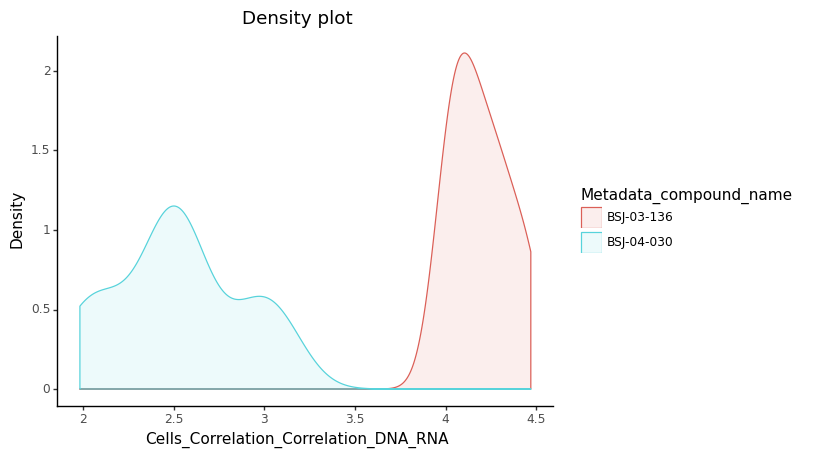 Density plot
2
1.5
1
0.5
0
Density
2
2.5
3
3.5
4
4.5
Cells_Correlation_Correlation_DNA_RNA
Metadata_compound_name
BSJ-03-136
BSJ-04-030